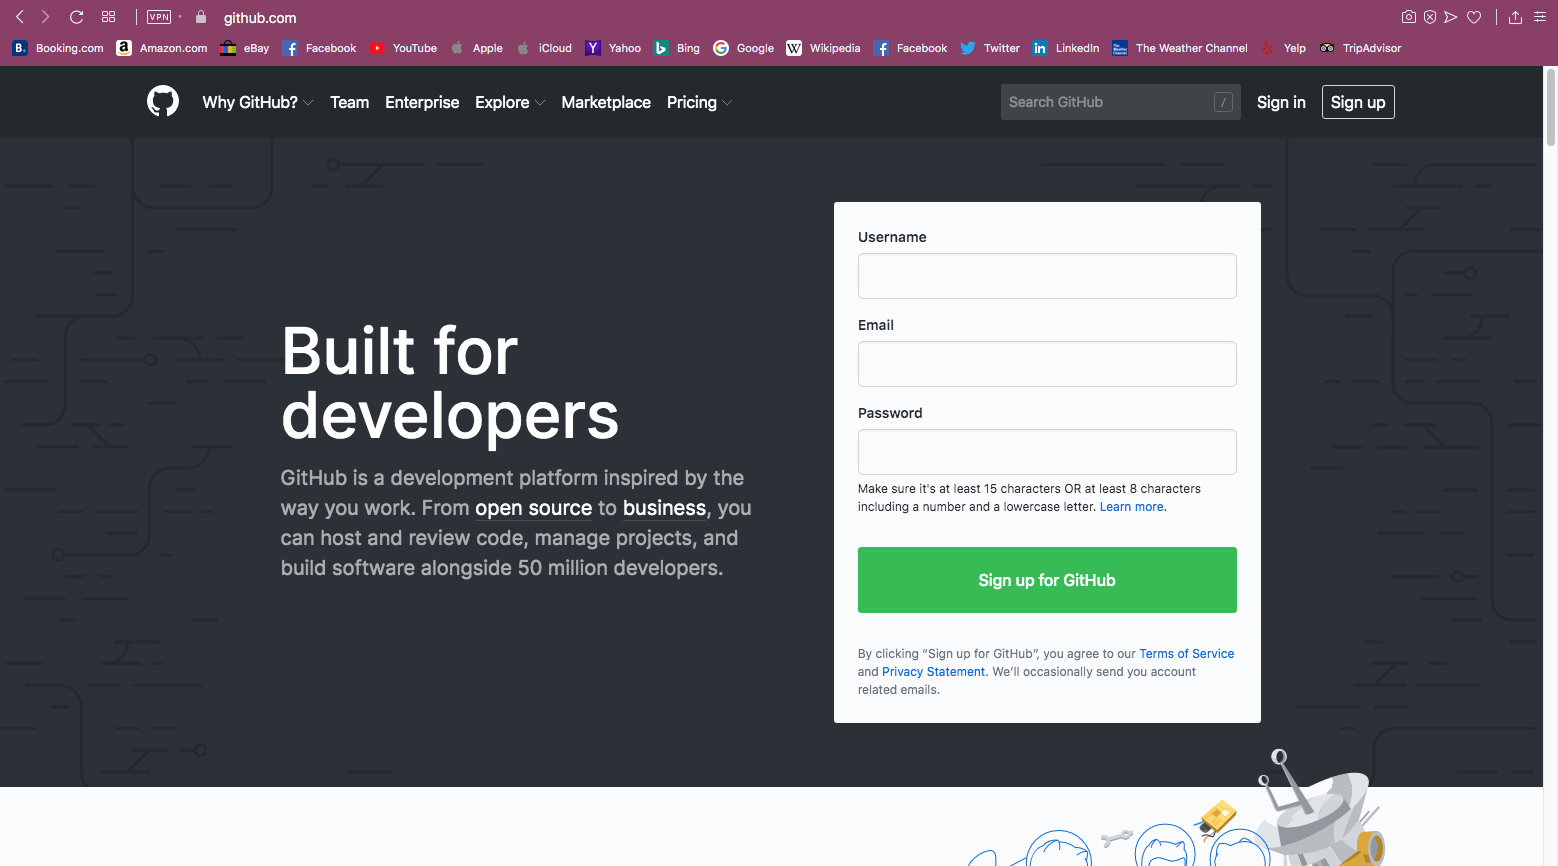 VPN github.com
B. Booking.com a Amazon.com eBay Facebook YouTube Apple iCloud Y Yahoo Bing G Google W Wikipedia Facebook Twitter in LinkedIn The Weather Channel The Weather Channel Yelp TripAdvisor
Why GitHub? Team Enterprise Explore Marketplace Pricing Search GitHub / Sign in Sign up
Built for
developers
GitHub is a development platform inspired by the
way you work. From open source to business, you
can host and review code, manage projects, and
build software alongside 50 million developers.
Username
Email
Password
Make sure it's at least 15 characters OR at least 8 characters
including a number and a lowercase letter. Learn more.
Sign up for GitHub
By clicking “Sign up for GitHub”, you agree to our Terms of Service
and Privacy Statement. We’ll occasionally send you account
related emails.